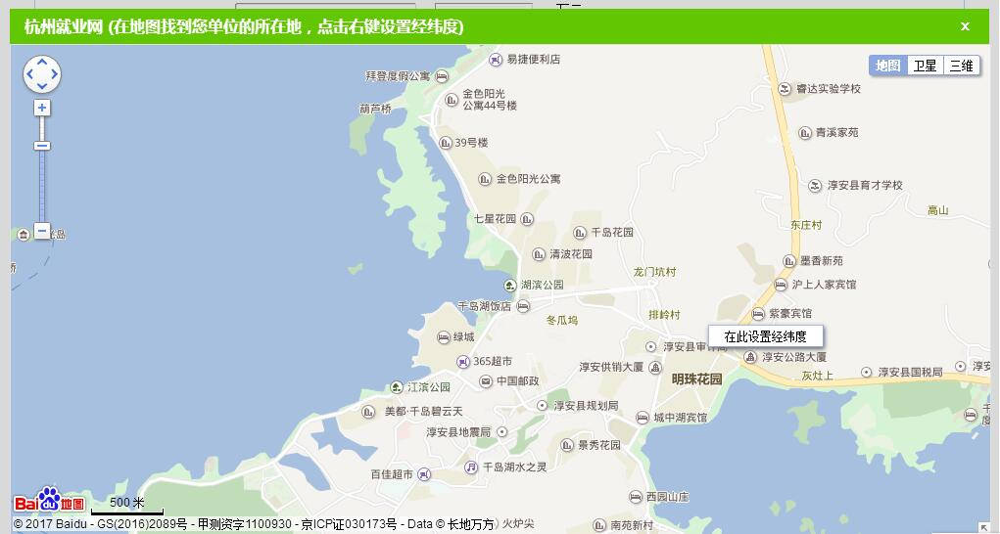 杭州就业网 (在地图找到您单位的所在地，点击右键设置经纬度)
x
地图
卫星
三维
易捷便利店
拜登度假公寓
金色阳光
公寓44号楼
葫芦桥
睿达实验学校
青溪家苑
39号楼
金色阳光公寓
淳安县育才学校
高山
七星花园
千岛花园
东庄村
岛
桥
清波花园
墨香新苑
龙门坑村
湖滨公园
沪上人家宾馆
千岛湖饭店
冬瓜坞
排岭村
紫豪宾馆
在此设置经纬度
绿城
淳安县审计局
淳安公路大厦
365超市
淳安供销大厦
明珠花园
灰灶上
淳安县国税局
淳安
江滨公园
中国邮政
美都·千岛碧云天
淳安县规划局
城中湖宾馆
千
度
淳安县地震局
景秀花园
百佳超市
千岛湖水之灵
西园山庄
Bai du 地图
500 米
© 2017 Baidu - GS(2016)2089号 - 甲测资字1100930 - 京ICP证030173号 - Data © 长地万方
火炉尖
南苑新村